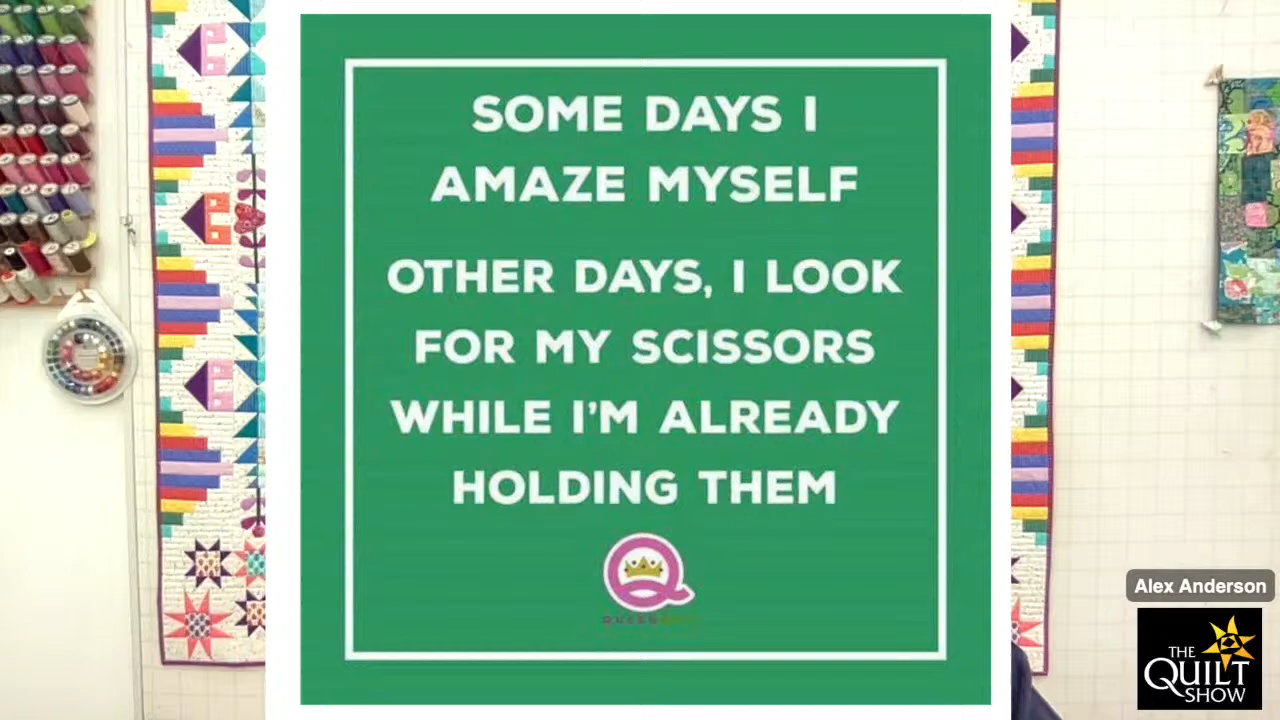 SOME DAYS I
AMAZE MYSELF
OTHER DAYS, I LOOK
FOR MY SCISSORS
WHILE I'M ALREADY
HOLDING THEM
Q
Alex Anderson
THE
QUILT
SHOW